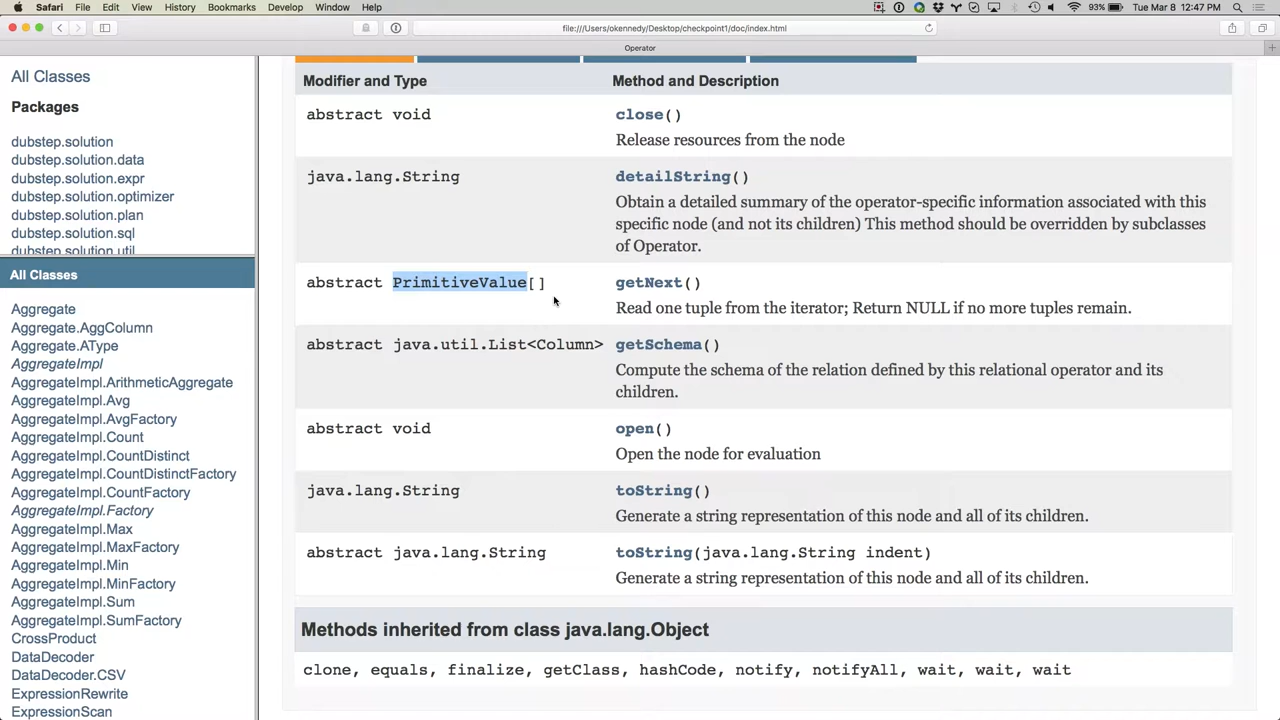 Safari File Edit View History Bookmarks Develop Window Help 93% Tue Mar 8 12:47 PM
file:///Users/okennedy/Desktop/checkpoint1/doc/index.html
Operator
All Classes
Packages
dubstep.solution
dubstep.solution.data
dubstep.solution.expr
dubstep.solution.optimizer
dubstep.solution.plan
dubstep.solution.sql
dubstep.solution.util
All Classes
Aggregate
Aggregate.AggColumn
Aggregate.AType
AggregateImpl
AggregateImpl.ArithmeticAggregate
AggregateImpl.Avg
AggregateImpl.AvgFactory
AggregateImpl.Count
AggregateImpl.CountDistinct
AggregateImpl.CountDistinctFactory
AggregateImpl.CountFactory
AggregateImpl.Factory
AggregateImpl.Max
AggregateImpl.MaxFactory
AggregateImpl.Min
AggregateImpl.MinFactory
AggregateImpl.Sum
AggregateImpl.SumFactory
CrossProduct
DataDecoder
DataDecoder.CSV
ExpressionRewrite
ExpressionScan
Modifier and Type Method and Description
abstract void close()
Release resources from the node
java.lang.String detailString()
Obtain a detailed summary of the operator-specific information associated with this
specific node (and not its children) This method should be overridden by subclasses
of Operator.
abstract PrimitiveValue[] getNext()
Read one tuple from the iterator; Return NULL if no more tuples remain.
abstract java.util.List<Column> getSchema()
Compute the schema of the relation defined by this relational operator and its
children.
abstract void open()
Open the node for evaluation
java.lang.String toString()
Generate a string representation of this node and all of its children.
abstract java.lang.String toString(java.lang.String indent)
Generate a string representation of this node and all of its children.
Methods inherited from class java.lang.Object
clone, equals, finalize, getClass, hashCode, notify, notifyAll, wait, wait, wait